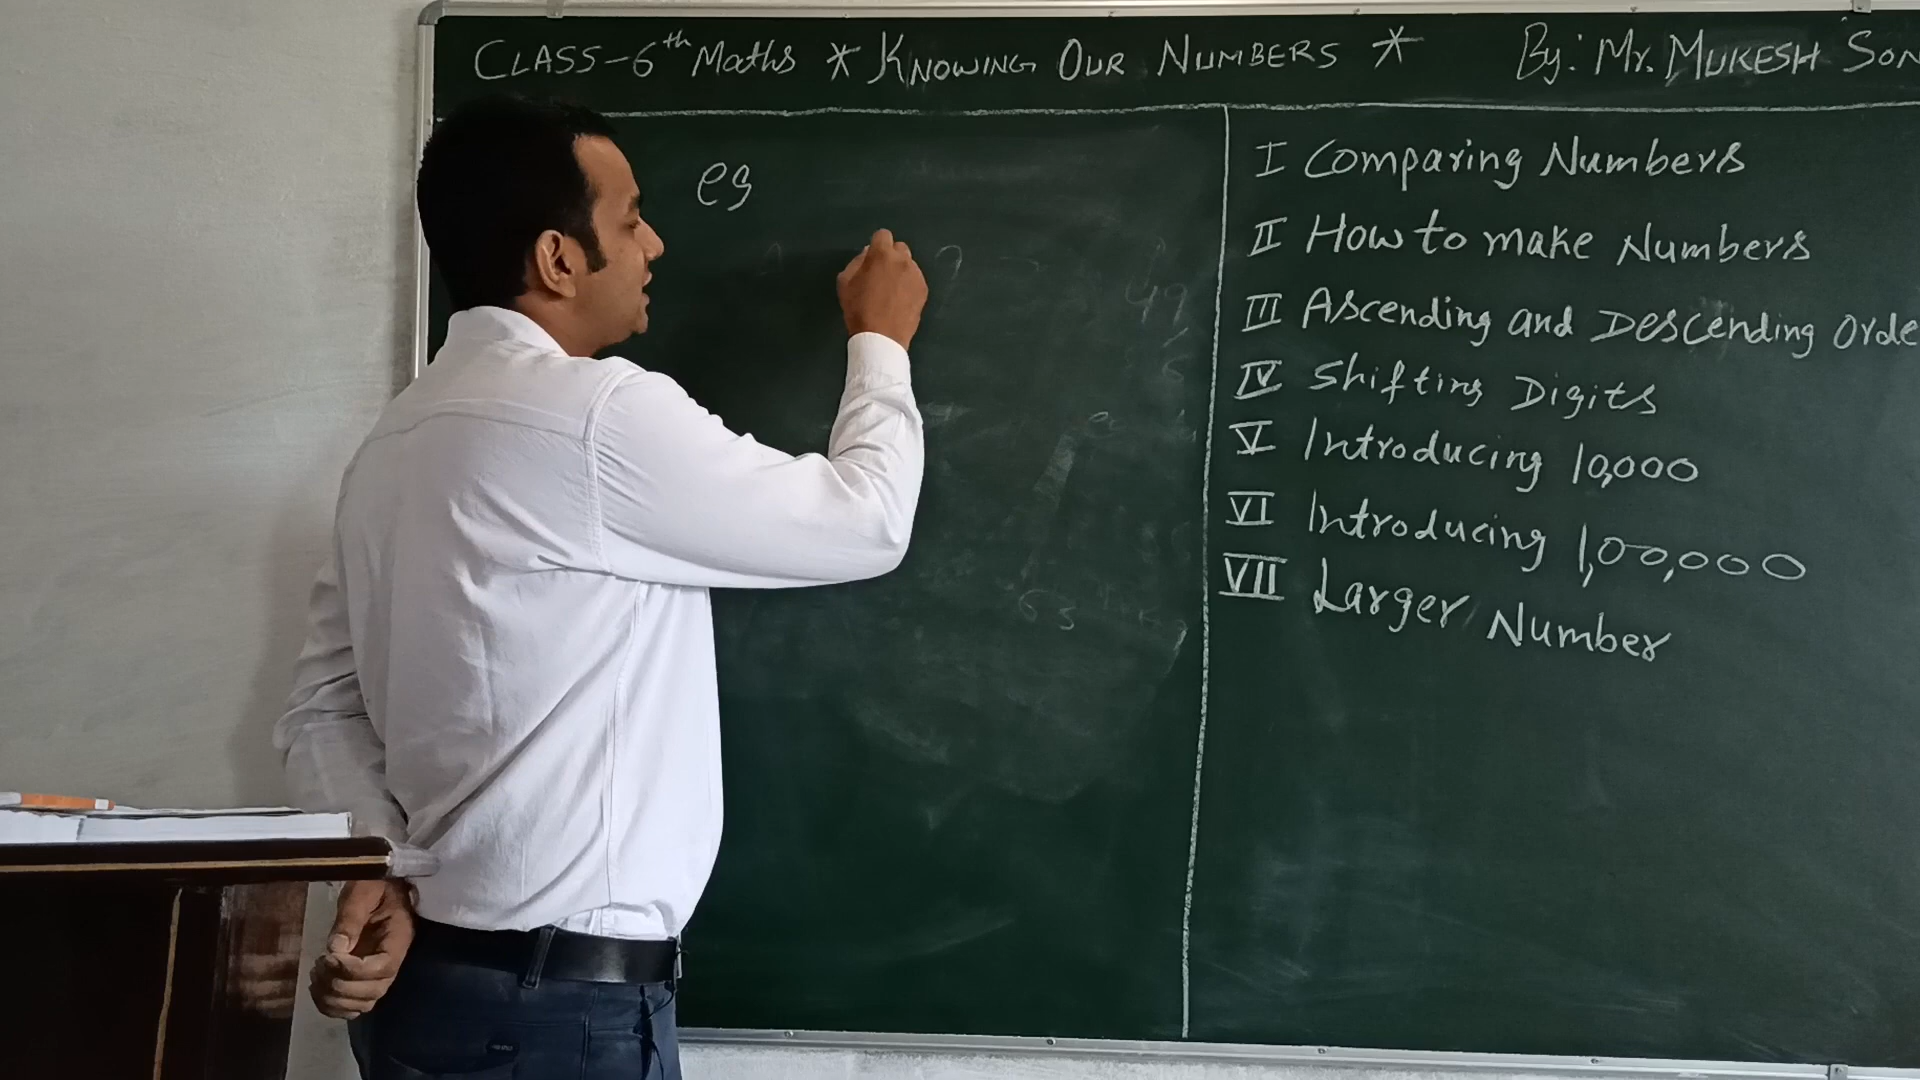 CLASS-6th Maths * KNOWING OUR NUMBERS * By: Mr. MUKESH SON
eg
I Comparing Numbers
II How to make Numbers
III Ascending and Descending Orde
IV Shifting Digits
V Introducing 10,000
VI Introducing 1,00,000
VII Larger Number